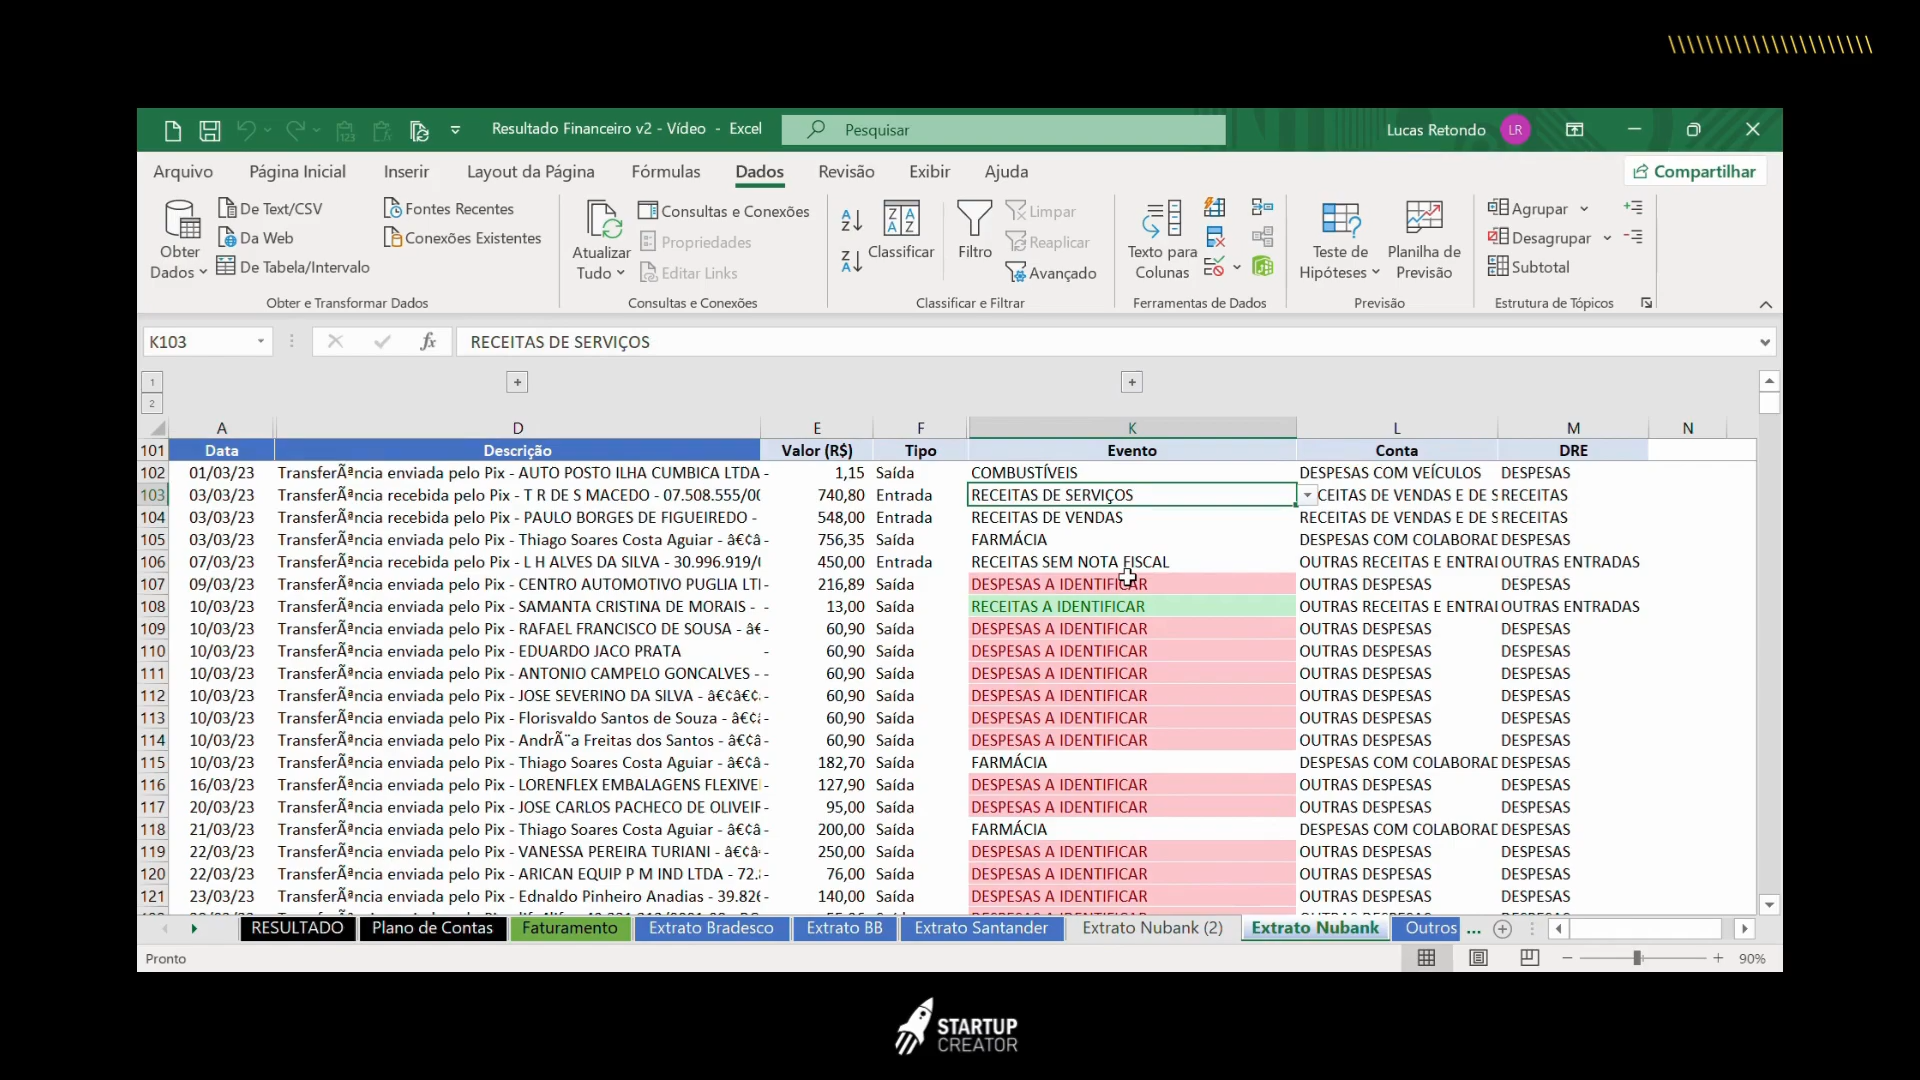 Resultado Financeiro v2 - Vídeo - Excel
Pesquisar
Lucas Retondo
LR
Arquivo Página Inicial Inserir Layout da Página Fórmulas Dados Revisão Exibir Ajuda
Compartilhar
Obter Dados
De Text/CSV
Da Web
De Tabela/Intervalo
Fontes Recentes
Conexões Existentes
Obter e Transformar Dados
Atualizar Tudo
Consultas e Conexões
Propriedades
Editar Links
Consultas e Conexões
Classificar
Filtro
Limpar
Reaplicar
Avançado
Classificar e Filtrar
Texto para Colunas
Ferramentas de Dados
Teste de Hipóteses
Planilha de Previsão
Previsão
Agrupar
Desagrupar
Subtotal
Estrutura de Tópicos
K103
fx
RECEITAS DE SERVIÇOS
1
2
A D E F K L M N
101 Data Descrição Valor (R$) Tipo Evento Conta DRE
102 01/03/23 TransferÃªncia enviada pelo Pix - AUTO POSTO ILHA CUMBICA LTDA - 1,15 Saída COMBUSTÍVEIS DESPESAS COM VEÍCULOS DESPESAS
103 03/03/23 TransferÃªncia recebida pelo Pix - T R DE S MACEDO - 07.508.555/00 740,80 Entrada RECEITAS DE SERVIÇOS CEITAS DE VENDAS E DE S RECEITAS
104 03/03/23 TransferÃªncia recebida pelo Pix - PAULO BORGES DE FIGUEIREDO - 548,00 Entrada RECEITAS DE VENDAS RECEITAS DE VENDAS E DE S RECEITAS
105 03/03/23 TransferÃªncia enviada pelo Pix - Thiago Soares Costa Aguiar - â€¢â - 756,35 Saída FARMÁCIA DESPESAS COM COLABORAD DESPESAS
106 07/03/23 TransferÃªncia recebida pelo Pix - L H ALVES DA SILVA - 30.996.919/0 450,00 Entrada RECEITAS SEM NOTA FISCAL OUTRAS RECEITAS E ENTRA OUTRAS ENTRADAS
107 09/03/23 TransferÃªncia enviada pelo Pix - CENTRO AUTOMOTIVO PUGLIA LT - 216,89 Saída DESPESAS A IDENTIFICAR OUTRAS DESPESAS DESPESAS
108 10/03/23 TransferÃªncia enviada pelo Pix - SAMANTA CRISTINA DE MORAIS - - 13,00 Saída RECEITAS A IDENTIFICAR OUTRAS RECEITAS E ENTRA OUTRAS ENTRADAS
109 10/03/23 TransferÃªncia enviada pelo Pix - RAFAEL FRANCISCO DE SOUSA - â€ - 60,90 Saída DESPESAS A IDENTIFICAR OUTRAS DESPESAS DESPESAS
110 10/03/23 TransferÃªncia enviada pelo Pix - EDUARDO JACO PRATA - 60,90 Saída DESPESAS A IDENTIFICAR OUTRAS DESPESAS DESPESAS
111 10/03/23 TransferÃªncia enviada pelo Pix - ANTONIO CAMPELO GONCALVES - - 60,90 Saída DESPESAS A IDENTIFICAR OUTRAS DESPESAS DESPESAS
112 10/03/23 TransferÃªncia enviada pelo Pix - JOSE SEVERINO DA SILVA - â€¢â€¢ - 60,90 Saída DESPESAS A IDENTIFICAR OUTRAS DESPESAS DESPESAS
113 10/03/23 TransferÃªncia enviada pelo Pix - Florisvaldo Santos de Souza - â€¢ - 60,90 Saída DESPESAS A IDENTIFICAR OUTRAS DESPESAS DESPESAS
114 10/03/23 TransferÃªncia enviada pelo Pix - AndrÃ¨a Freitas dos Santos - â€¢â - 60,90 Saída DESPESAS A IDENTIFICAR OUTRAS DESPESAS DESPESAS
115 10/03/23 TransferÃªncia enviada pelo Pix - Thiago Soares Costa Aguiar - â€¢â - 182,70 Saída FARMÁCIA DESPESAS COM COLABORAD DESPESAS
116 16/03/23 TransferÃªncia enviada pelo Pix - LORENFLEX EMBALAGENS FLEXIVE - 127,90 Saída DESPESAS A IDENTIFICAR OUTRAS DESPESAS DESPESAS
117 20/03/23 TransferÃªncia enviada pelo Pix - JOSE CARLOS PACHECO DE OLIVEIR - 95,00 Saída DESPESAS A IDENTIFICAR OUTRAS DESPESAS DESPESAS
118 21/03/23 TransferÃªncia enviada pelo Pix - Thiago Soares Costa Aguiar - â€¢â - 200,00 Saída FARMÁCIA DESPESAS COM COLABORAD DESPESAS
119 22/03/23 TransferÃªncia enviada pelo Pix - VANESSA PEREIRA TURIANI - â€¢â - 250,00 Saída DESPESAS A IDENTIFICAR OUTRAS DESPESAS DESPESAS
120 22/03/23 TransferÃªncia enviada pelo Pix - ARICAN EQUIP P M IND LTDA - 72. - 76,00 Saída DESPESAS A IDENTIFICAR OUTRAS DESPESAS DESPESAS
121 23/03/23 TransferÃªncia enviada pelo Pix - Ednaldo Pinheiro Anadias - 39.826 - 140,00 Saída DESPESAS A IDENTIFICAR OUTRAS DESPESAS DESPESAS
RESULTADO Plano de Contas Faturamento Extrato Bradesco Extrato BB Extrato Santander Extrato Nubank (2) Extrato Nubank Outros ...
Pronto
90%
STARTUP
CREATOR